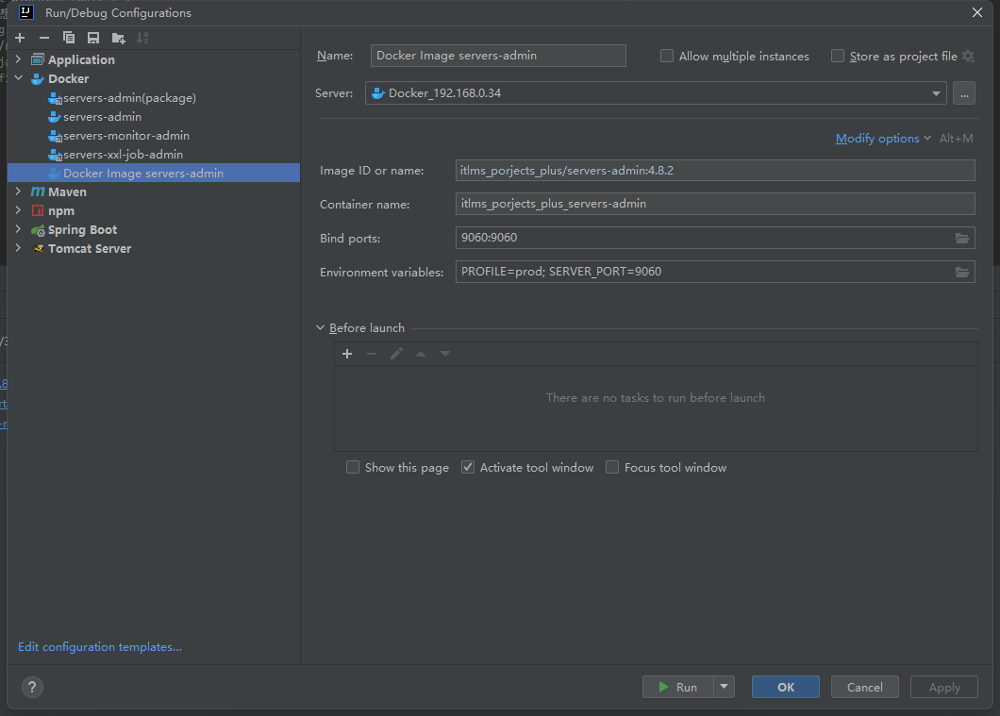 Run/Debug Configurations
Application
Docker
servers-admin(package)
servers-admin
servers-monitor-admin
servers-xxl-job-admin
Docker Image servers-admin
Maven
npm
Spring Boot
Tomcat Server
Edit configuration templates...
Name: Docker Image servers-admin Allow multiple instances Store as project file
Server: Docker_192.168.0.34 ...
Modify options Alt+M
Image ID or name: itlms_porjects_plus/servers-admin:4.8.2
Container name: itlms_porjects_plus_servers-admin
Bind ports: 9060:9060
Environment variables: PROFILE=prod; SERVER_PORT=9060
Before launch
There are no tasks to run before launch
Show this page Activate tool window Focus tool window
? Run OK Cancel Apply